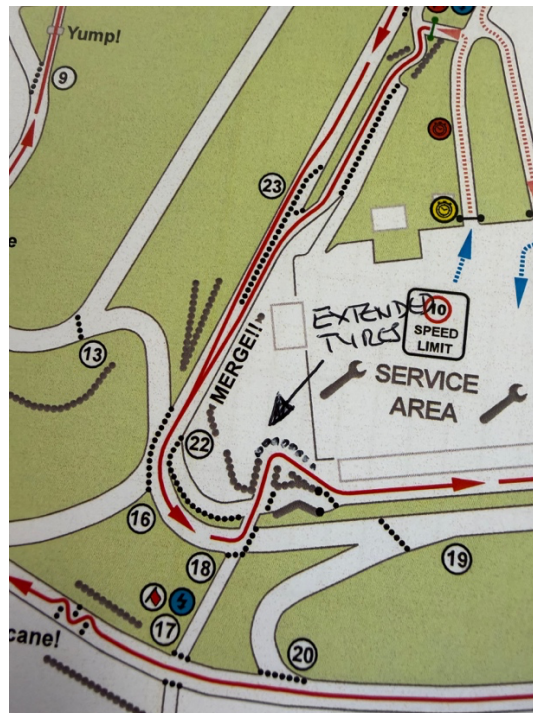 Yump!
9
23
e
10
SPEED
LIMIT
EXTENDED
TYRES
MERGE!!
13
SERVICE
AREA
22
16
18
19
17
cane!
20